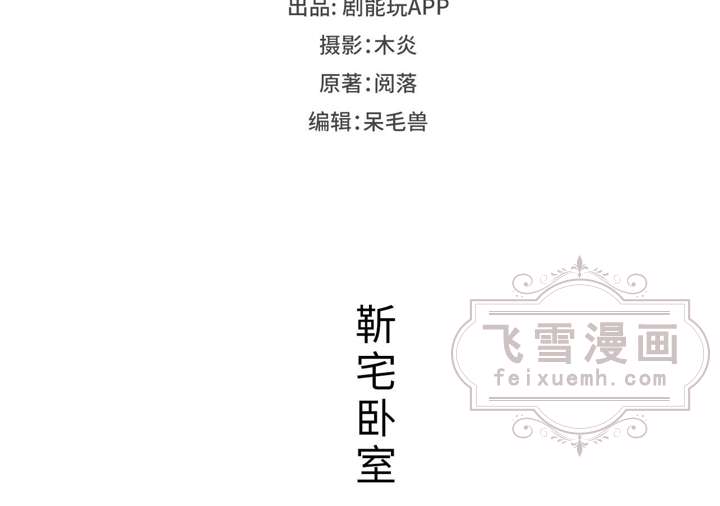 出品: 剧能玩APP
摄影:木炎
原著:阅落
编辑:呆毛兽
靳宅卧室
飞雪漫画
feixuemh.com